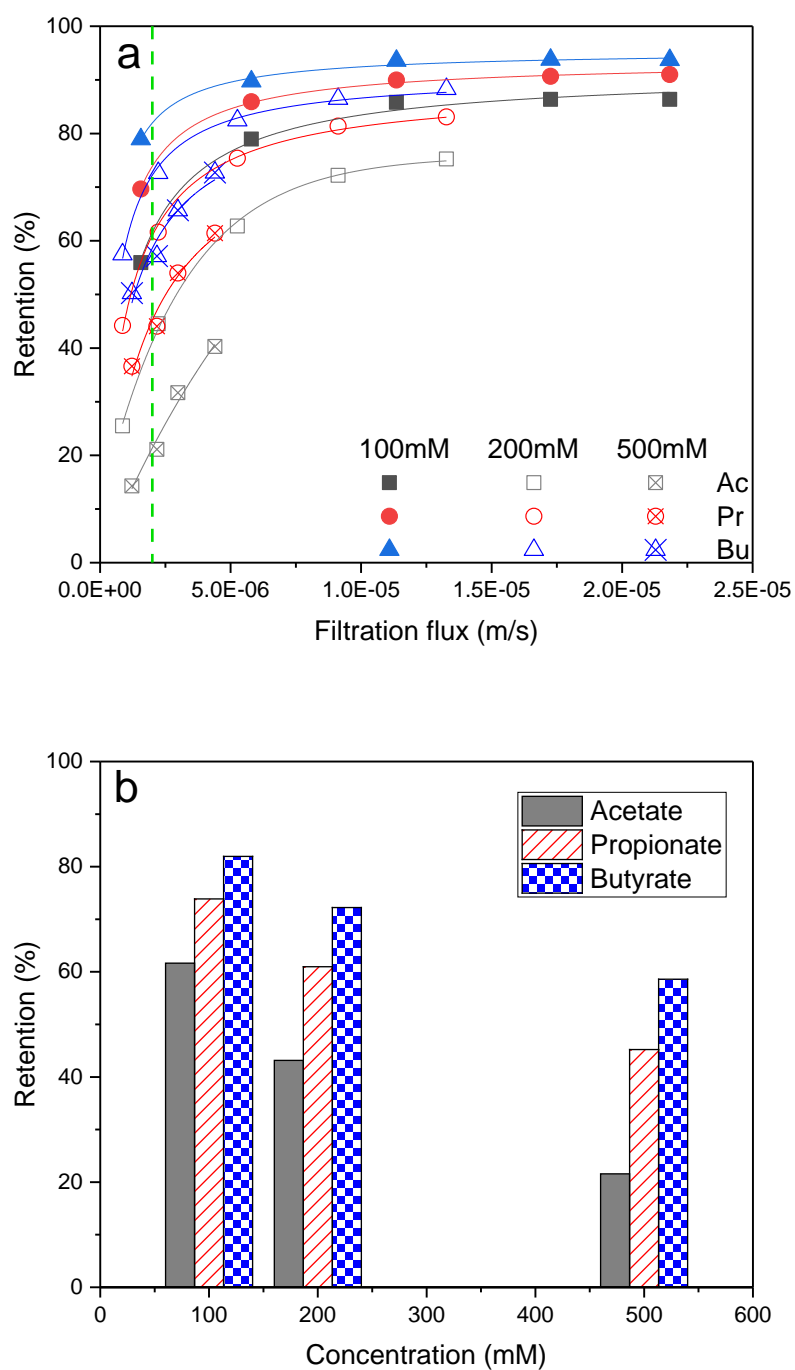 a
100
80
60
40
20
0
Retention (%)
100mM 200mM 500mM
Ac
Pr
Bu
0.0E+00 5.0E-06 1.0E-05 1.5E-05 2.0E-05 2.5E-05
Filtration flux (m/s)
b
100
80
60
40
20
0
Retention (%)
Acetate
Propionate
Butyrate
0 100 200 300 400 500 600
Concentration (mM)